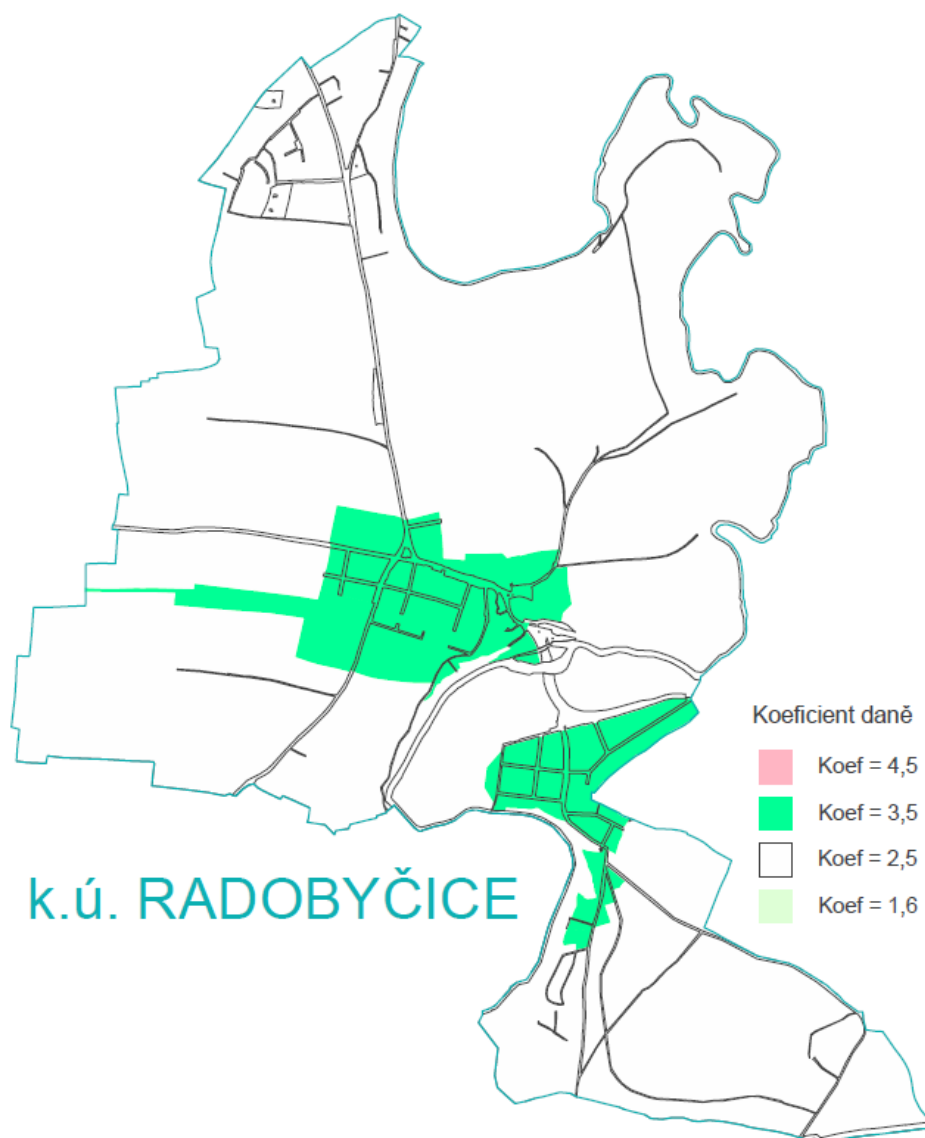 Koeficient daně
Koef = 4,5
Koef = 3,5
Koef = 2,5
Koef = 1,6
k.ú. RADOBYČICE